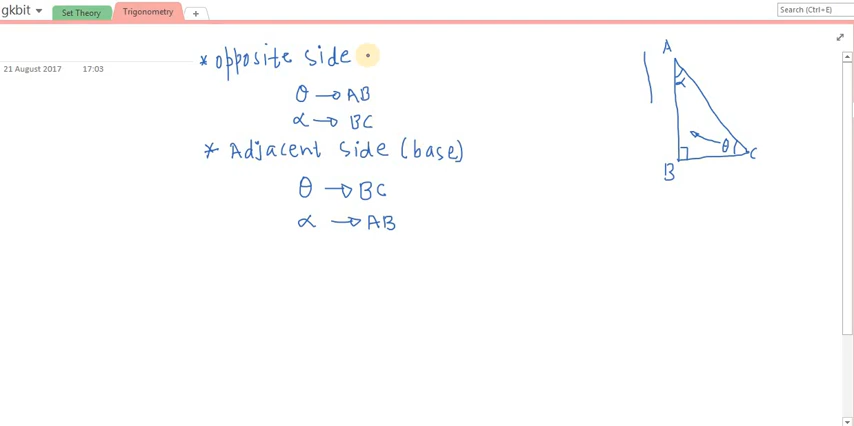 gkbit
Set Theory
Trigonometry
+
Search (Ctrl+E)
21 August 2017 17:03
* opposite side
θ → AB
α → BC
* Adjacent side (base)
θ → BC
α → AB
A
α
θ
B
C